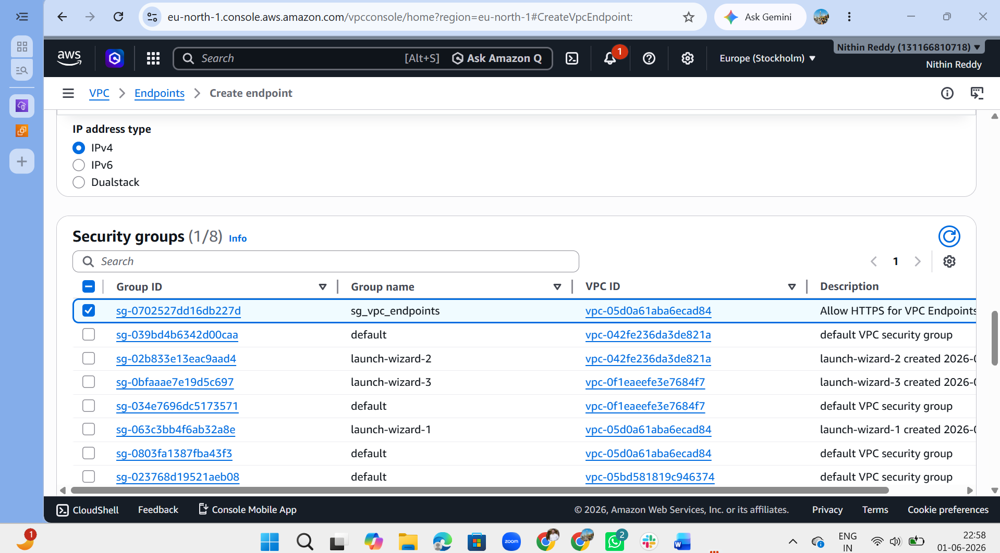 eu-north-1.console.aws.amazon.com/vpcconsole/home?region=eu-north-1#CreateVpcEndpoint:
Ask Gemini
aws
Search
[Alt+S]
Ask Amazon Q
1
Europe (Stockholm)
Nithin Reddy (131166810718)
Nithin Reddy
VPC
Endpoints
Create endpoint
IP address type
IPv4
IPv6
Dualstack
Security groups (1/8) Info
Search
1
Group ID Group name VPC ID Description
sg-0702527dd16db227d sg_vpc_endpoints vpc-05d0a61aba6ecad84 Allow HTTPS for VPC Endpoints
sg-039bd4b6342d00caa default vpc-042fe236da3de821a default VPC security group
sg-02b833e13eac9aad4 launch-wizard-2 vpc-042fe236da3de821a launch-wizard-2 created 2026-0
sg-0bfaaae7e19d5c697 launch-wizard-3 vpc-0f1eaeefe3e7684f7 launch-wizard-3 created 2026-0
sg-034e7696dc5173571 default vpc-0f1eaeefe3e7684f7 default VPC security group
sg-063c3bb4f6ab32a8e launch-wizard-1 vpc-05d0a61aba6ecad84 launch-wizard-1 created 2026-0
sg-0803fa1387fba43f3 default vpc-05d0a61aba6ecad84 default VPC security group
sg-023768d19521aeb08 default vpc-05bd581819c946374 default VPC security group
CloudShell
Feedback
Console Mobile App
© 2026, Amazon Web Services, Inc. or its affiliates.
Privacy
Terms
Cookie preferences
1
zoom
2
W
ENG
IN
22:58
01-06-2026